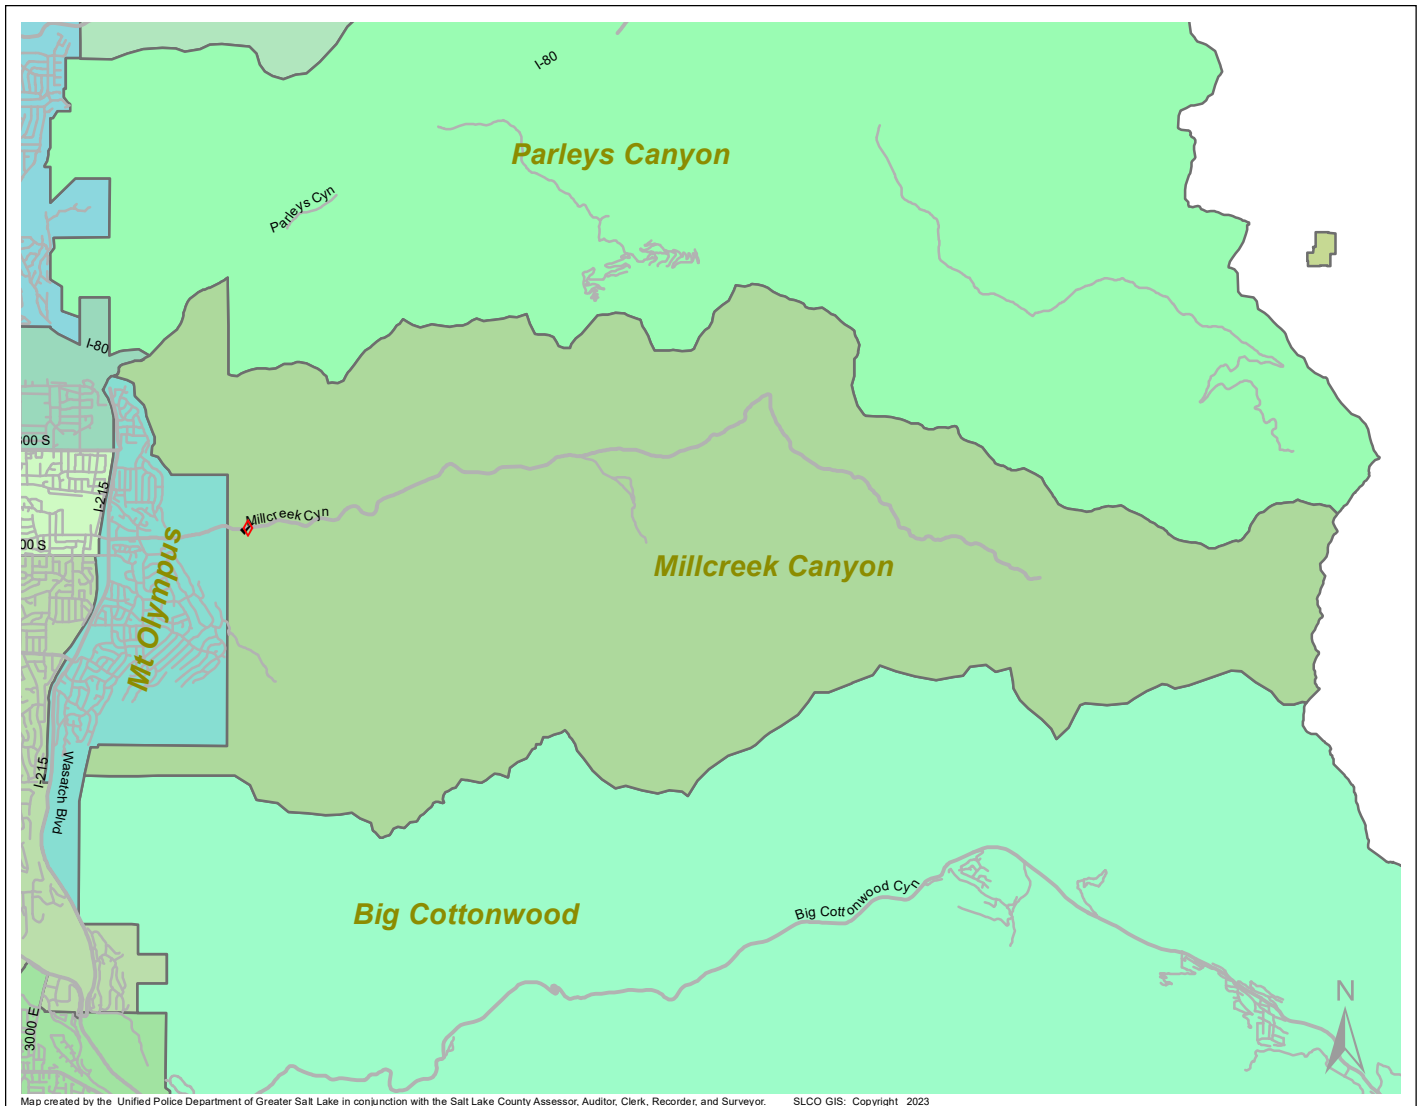 I-80
Parleys Canyon
Parleys Cyn
I-80
00 S
I-215
Millcreek Cyn
00 S
Millcreek Canyon
Mt Olympus
I-215
Wasatch Blvd
Big Cottonwood Cyn
Big Cottonwood
N
3000 E
Map created by the Unified Police Department of Greater Salt Lake in conjunction with the Salt Lake County Assessor, Auditor, Clerk, Recorder, and Surveyor. SLCO GIS: Copyright 2023